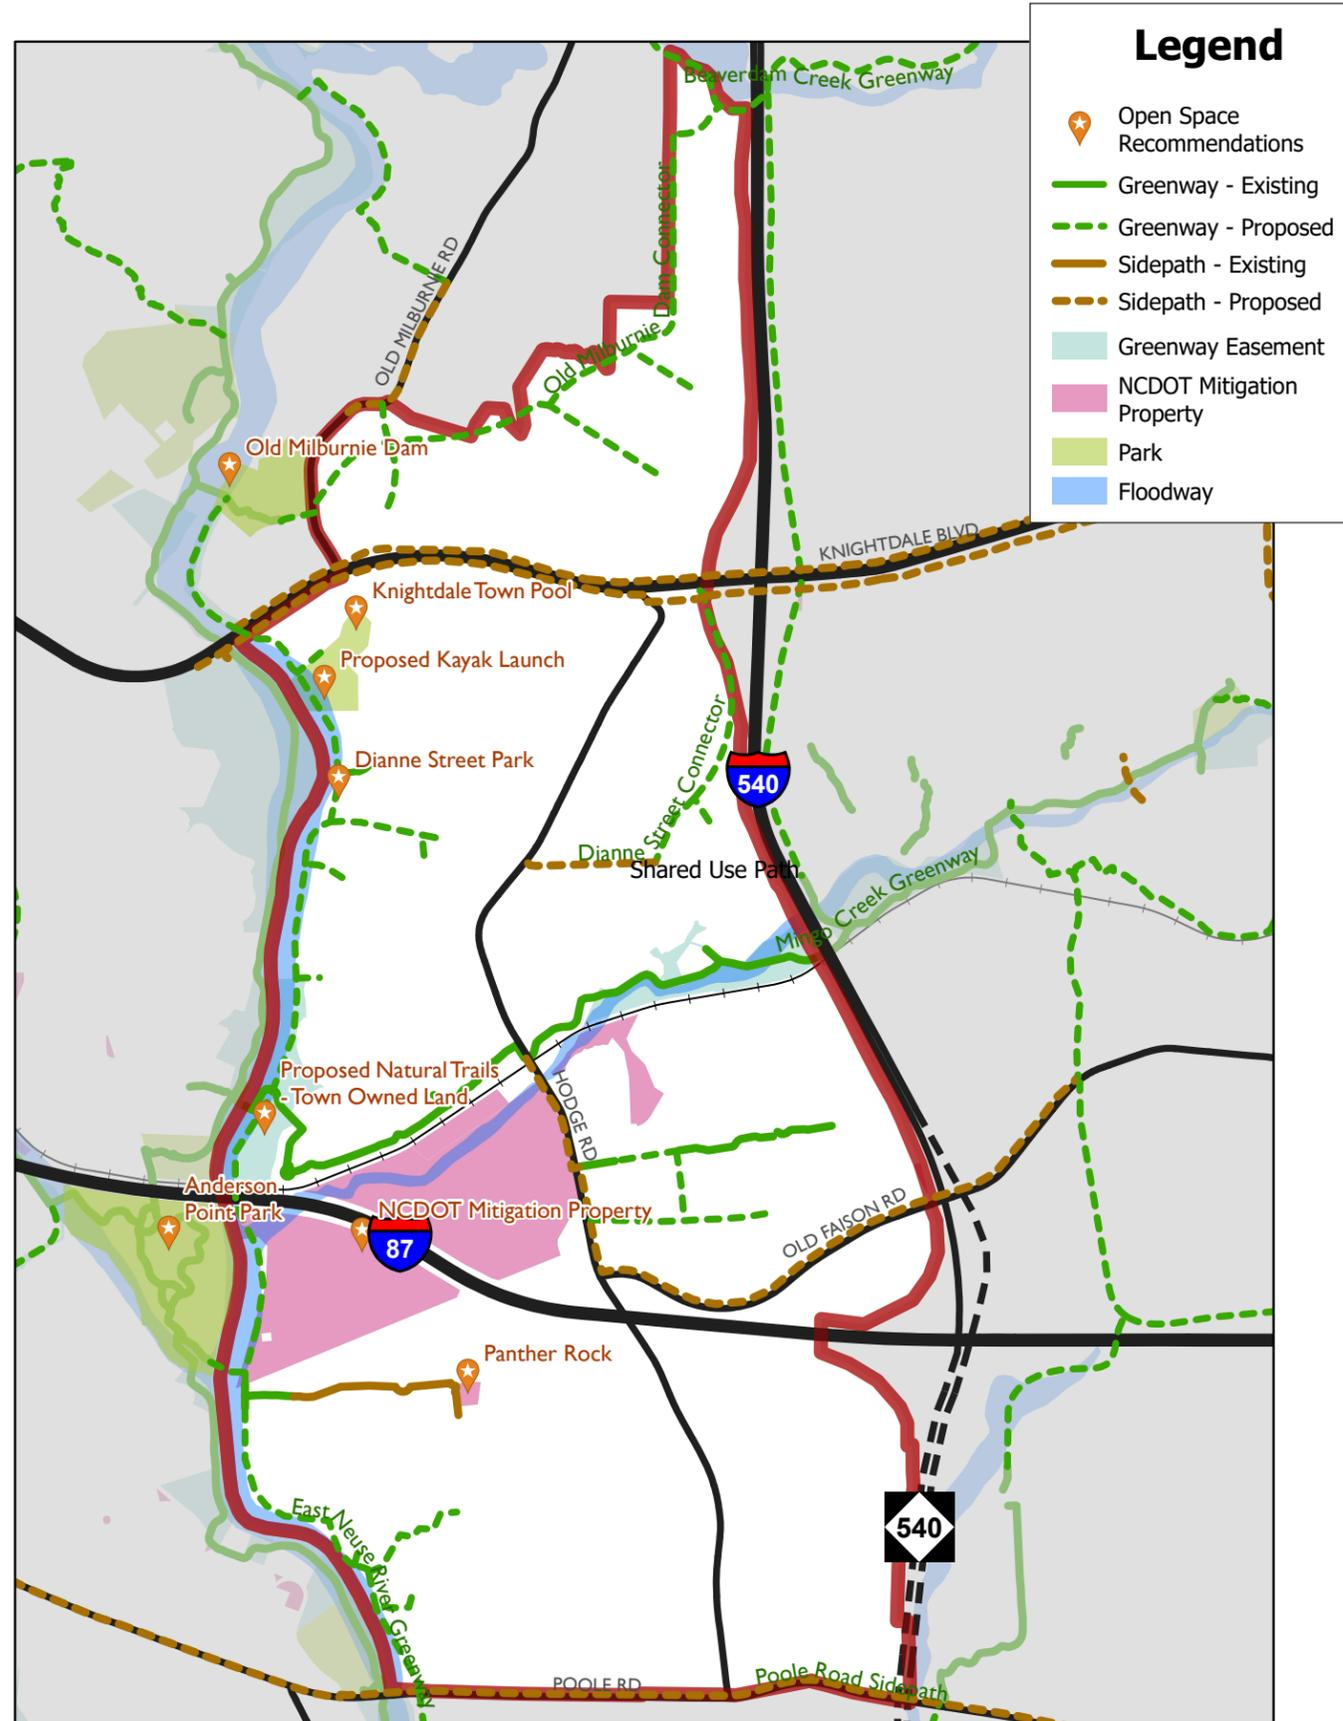 Legend
Open Space
Recommendations
Greenway - Existing
Greenway - Proposed
Sidepath - Existing
Sidepath - Proposed
Greenway Easement
NCDOT Mitigation
Property
Park
Floodway
Beaverdam Creek Greenway
OLD MILBURNIE RD
Old Milburnie Dam Connector
Old Milburnie Dam
KNIGHTDALE BLVD
Knightdale Town Pool
Proposed Kayak Launch
Dianne Street Park
540
Dianne Street Connector
Shared Use Path
Mingo Creek Greenway
Proposed Natural Trails
- Town Owned Land
HODGE RD
Anderson
Point Park
NCDOT Mitigation Property
87
OLD FAISON RD
Panther Rock
540
East Neuse River Greenway
POOLE RD
Poole Road Sidepath